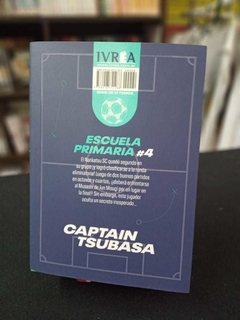 IVREA
ESCUELA
PRIMARIA #4
El Nankatsu SC quedó segundo en
su grupo ¡y logró clasificarse a la ronda
eliminatoria! Luego de dos buenos partidos
en octavos y cuartos, ¡¡deberá enfrentarse
al Musashi de Jun Misugi por un lugar en
la final!! Sin embargo, este jugador
oculta un secreto inesperado...
CAPTAIN
TSUBASA